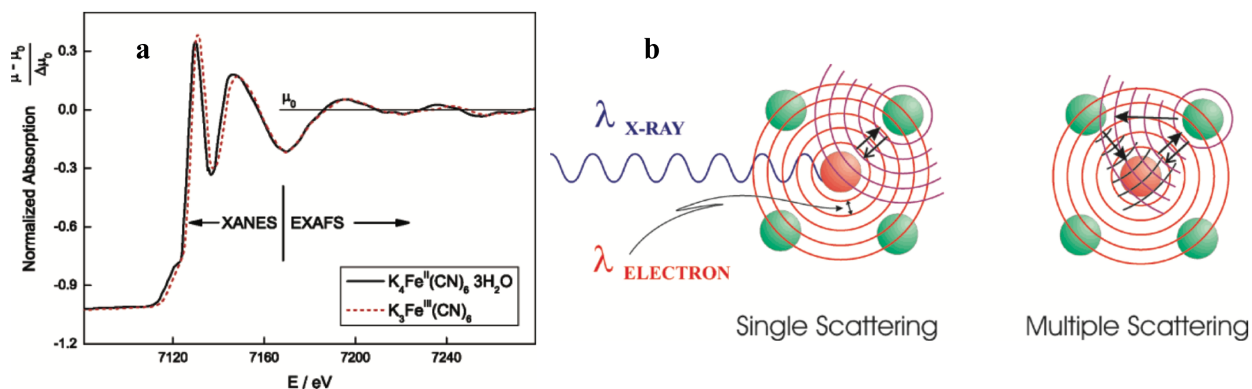 a
b
μ - μ₀
Δμ₀
Normalized Absorption
0.3
0.0
-0.3
-0.6
-0.9
-1.2
μ₀
XANES
EXAFS
K₄Feᴵᴵ(CN)₆ 3H₂O
K₃Feᴵᴵᴵ(CN)₆
7120 7160 7200 7240
E / eV
λ X-RAY
λ ELECTRON
Single Scattering
Multiple Scattering